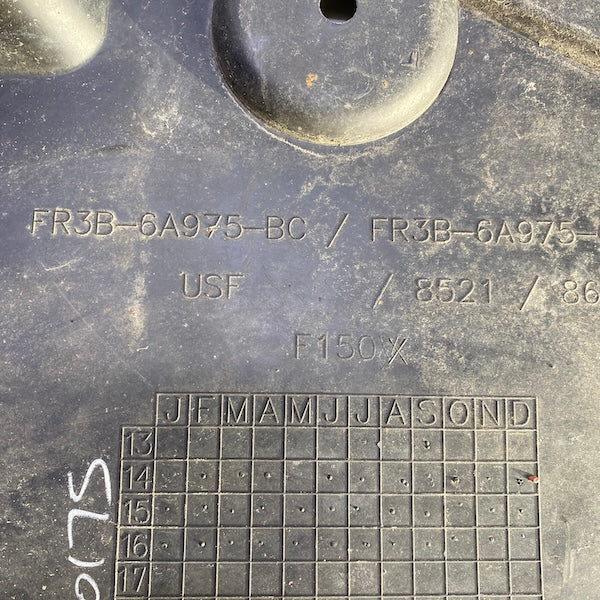 FR3B-6A975-BC / FR3B-6A975-
USF / 8521 / 86
F150X
J F M A M J J A S O N D
13
14
15
16
17